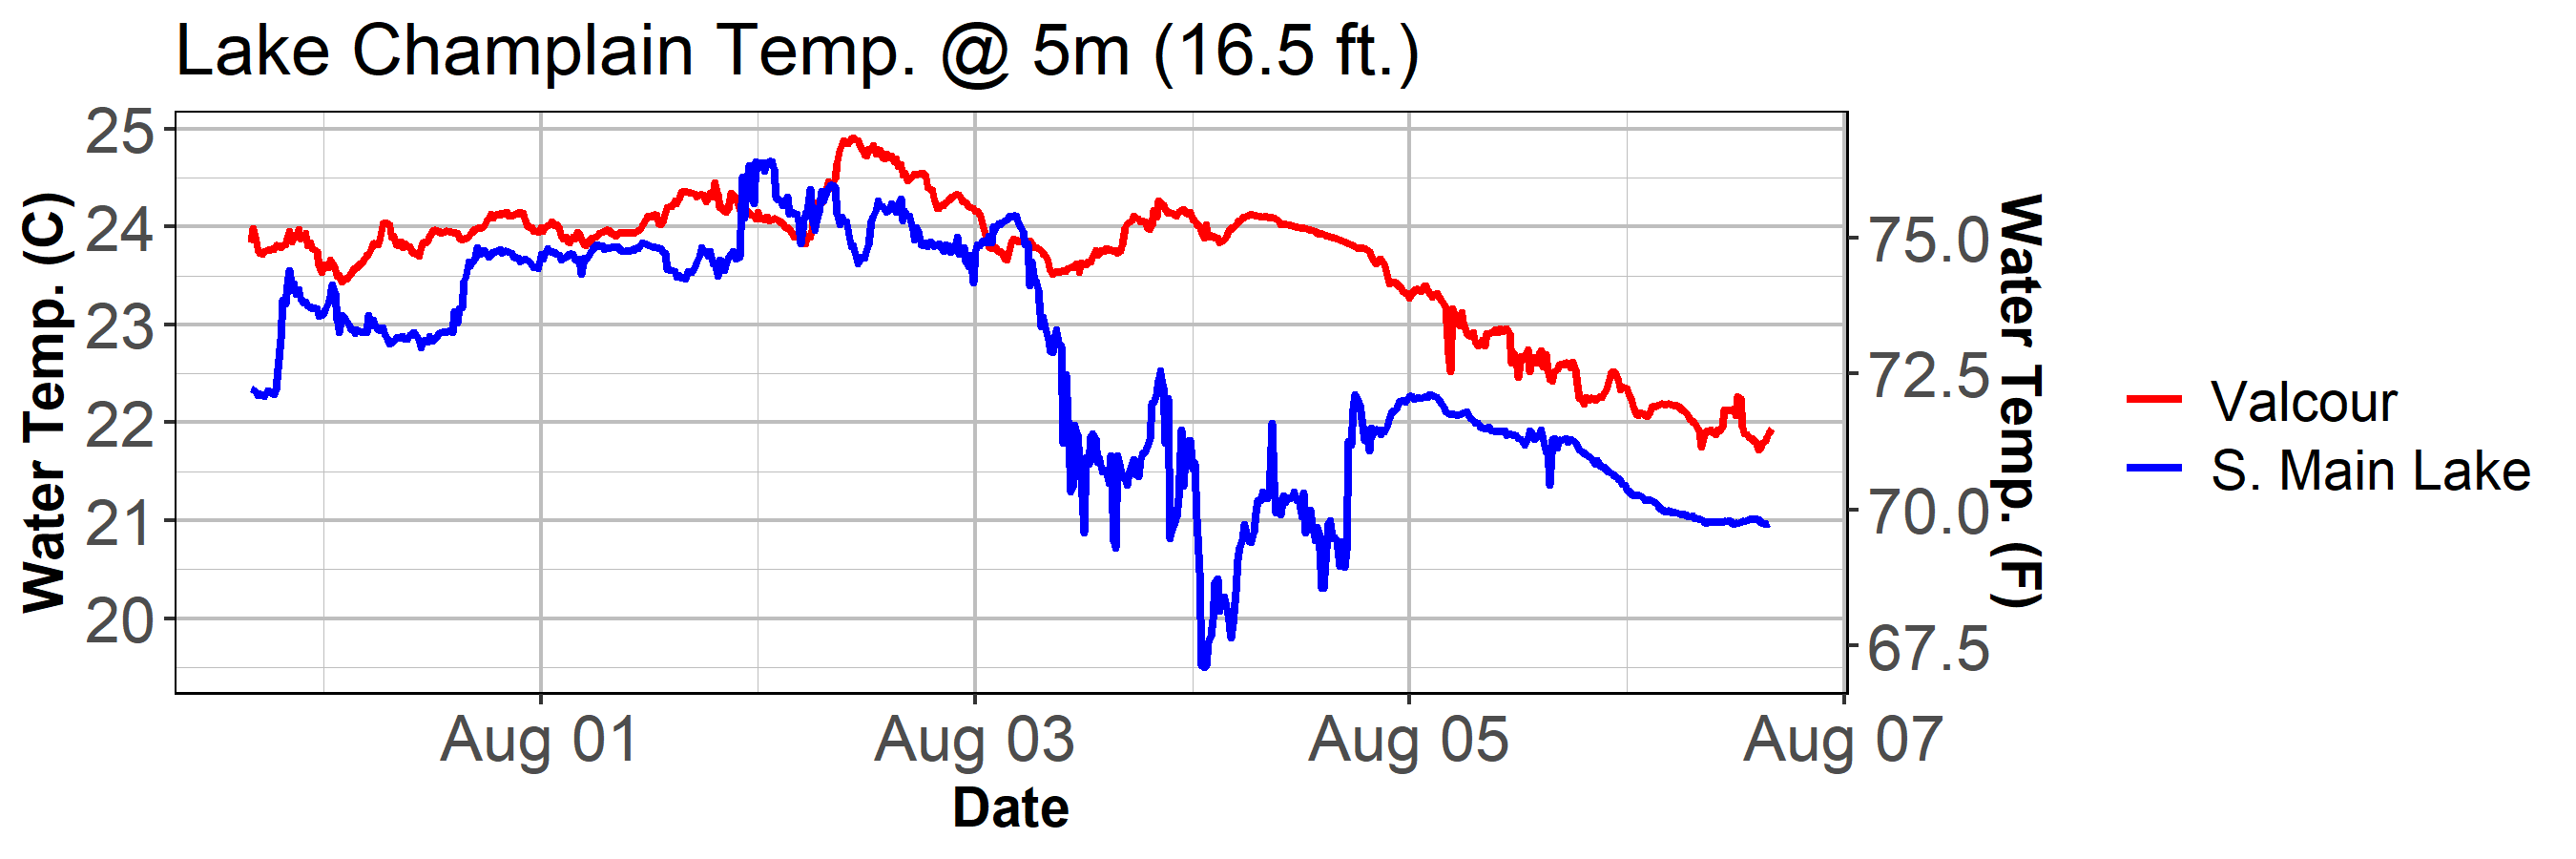 Lake Champlain Temp. @ 5m (16.5 ft.)
Water Temp. (C)
25
24
23
22
21
20
75.0
72.5
70.0
67.5
Water Temp. (F)
Aug 01
Aug 03
Aug 05
Aug 07
Date
Valcour
S. Main Lake